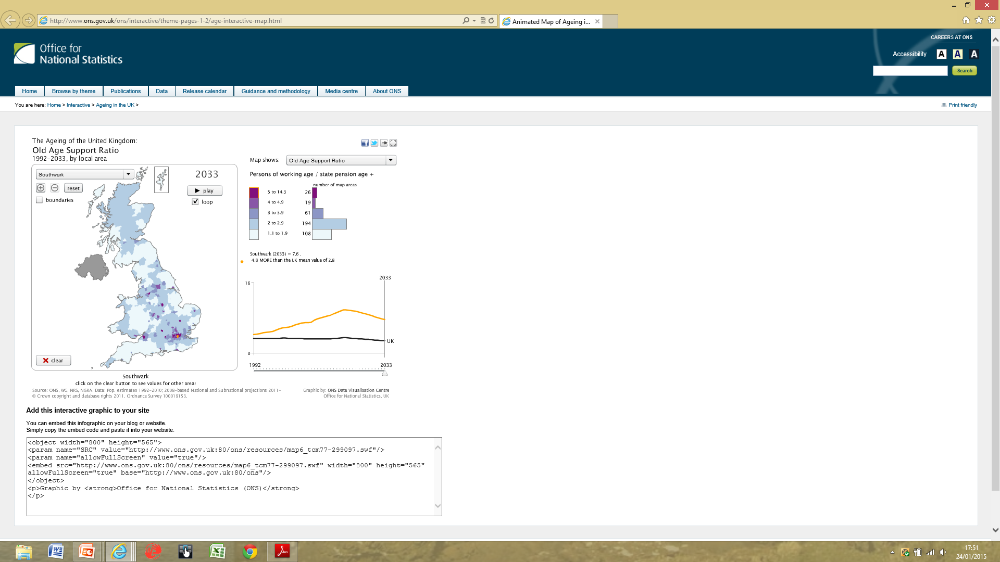 http://www.ons.gov.uk/ons/interactive/theme-pages-1-2/age-interactive-map.html
Animated Map of Ageing i...
Office for
National Statistics
CAREERS AT ONS
Accessibility A A A
Search
Home Browse by theme Publications Data Release calendar Guidance and methodology Media centre About ONS
You are here: Home > Interactive > Ageing in the UK >
Print friendly
The Ageing of the United Kingdom:
Old Age Support Ratio
1992-2033, by local area
Southwark
2033
reset
play
boundaries
loop
clear
Southwark
click on the clear button to see values for other areas
Map shows: Old Age Support Ratio
Persons of working age / state pension age +
number of map areas
5 to 14.3 26
4 to 4.9 19
3 to 3.9 61
2 to 2.9 194
1.1 to 1.9 108
Southwark (2033) = 7.6 .
4.8 MORE than the UK mean value of 2.8
2033
16
UK
0
1992 2033
Source: ONS, WG, NRS, NISRA. Data: Pop. estimates 1992-2010; 2008-based National and Subnational projections 2011-
© Crown copyright and database rights 2011. Ordnance Survey 100019153.
Graphic by: ONS Data Visualisation Centre
Office for National Statistics, UK
Add this interactive graphic to your site
You can embed this infographic on your blog or website.
Simply copy the embed code and paste it into your website.
<object width="800" height="565">
<param name="SRC" value="http://www.ons.gov.uk:80/ons/resources/map6_tcm77-299097.swf"/>
<param name="allowFullScreen" value="true"/>
<embed src="http://www.ons.gov.uk:80/ons/resources/map6_tcm77-299097.swf" width="800" height="565"
allowFullScreen="true" base="http://www.ons.gov.uk:80/ons"/>
</object>
<p>Graphic by <strong>Office for National Statistics (ONS)</strong>
</p>
17:51
24/01/2015